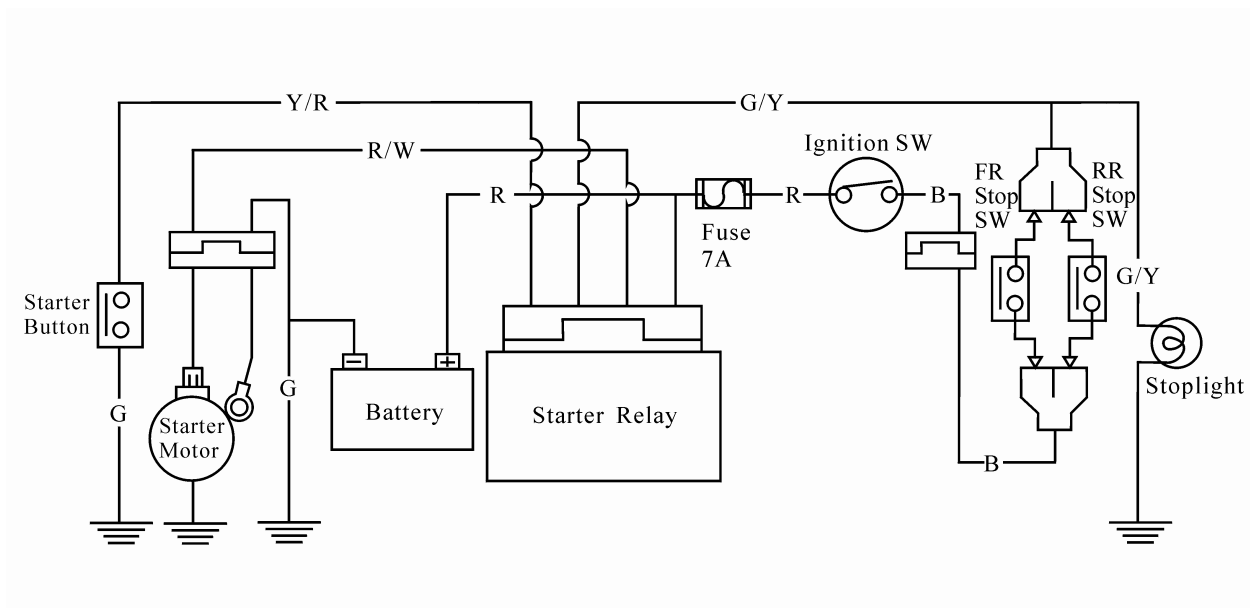 Y/R
G/Y
R/W
Ignition SW
R
R
B
FR
Stop
SW
RR
Stop
SW
Fuse
7A
G/Y
Starter
Button
Stoplight
G
G
−
+
Battery
Starter Relay
Starter
Motor
B